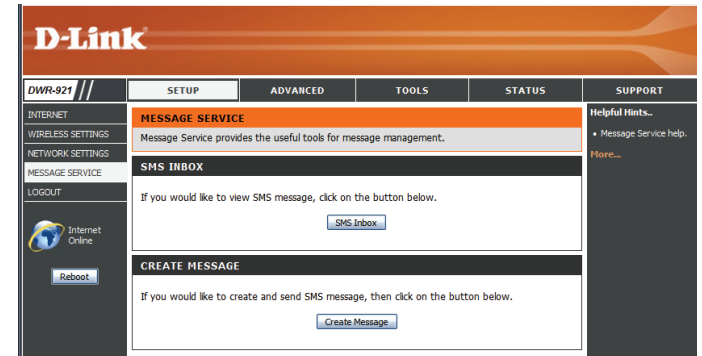 D-Link
DWR-921 // SETUP ADVANCED TOOLS STATUS SUPPORT
INTERNET
WIRELESS SETTINGS
NETWORK SETTINGS
MESSAGE SERVICE
LOGOUT
Internet
Online
Reboot
MESSAGE SERVICE
Message Service provides the useful tools for message management.
SMS INBOX
If you would like to view SMS message, click on the button below.
SMS Inbox
CREATE MESSAGE
If you would like to create and send SMS message, then click on the button below.
Create Message
Helpful Hints..
• Message Service help.
More...